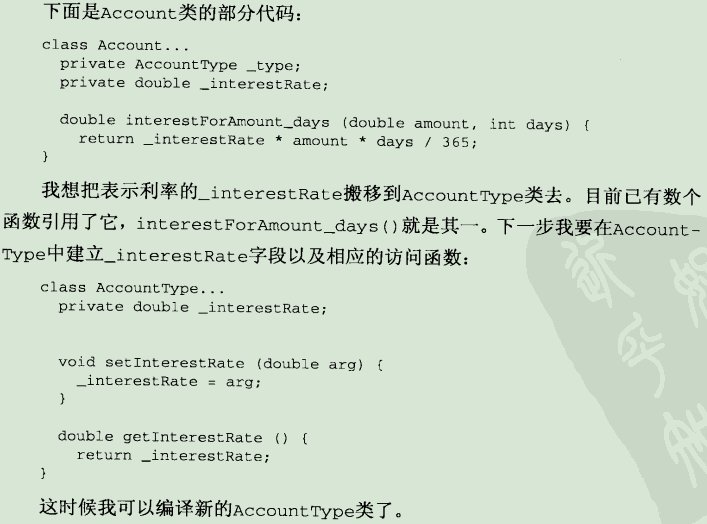 下面是Account类的部分代码：
class Account...
private AccountType _type;
private double _interestRate;
double interestForAmount_days (double amount, int days) {
return _interestRate * amount * days / 365;
}
我想把表示利率的_interestRate搬移到AccountType类去。目前已有数个
函数引用了它，interestForAmount_days()就是其一。下一步我要在Account-
Type中建立_interestRate字段以及相应的访问函数：
class AccountType...
private double _interestRate;
void setInterestRate (double arg) {
_interestRate = arg;
}
double getInterestRate () {
return _interestRate;
}
这时候我可以编译新的AccountType类了。